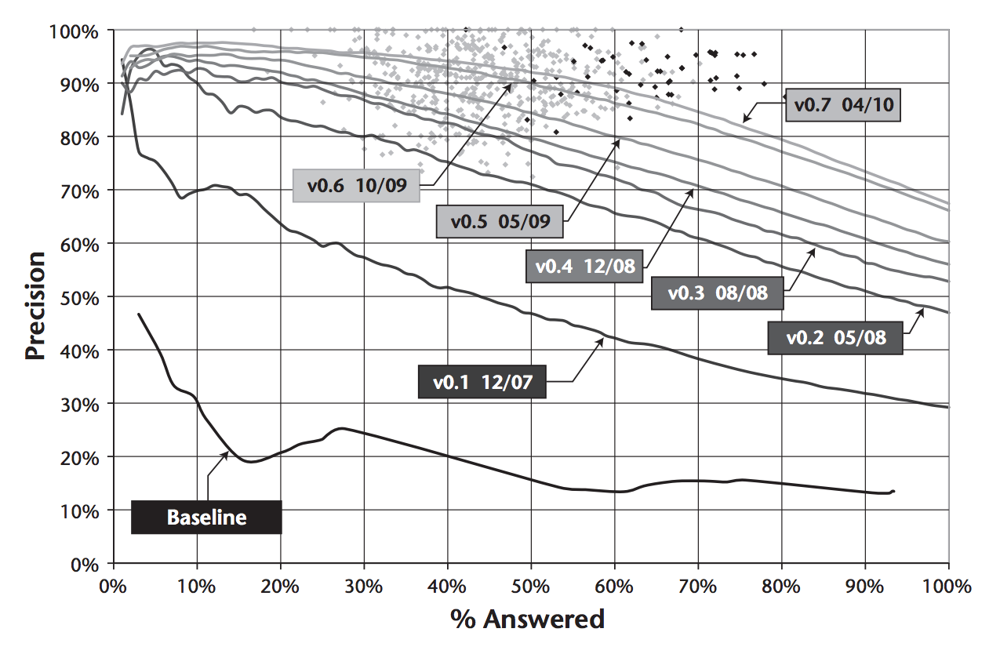 100%
90%
80%
70%
60%
50%
40%
30%
20%
10%
0%
Precision
v0.7 04/10
v0.6 10/09
v0.5 05/09
v0.4 12/08
v0.3 08/08
v0.2 05/08
v0.1 12/07
Baseline
0% 10% 20% 30% 40% 50% 60% 70% 80% 90% 100%
% Answered